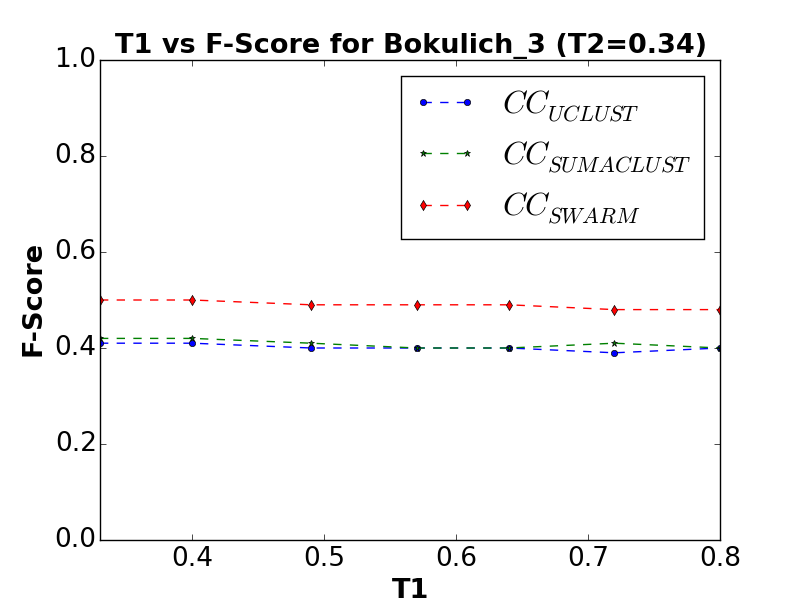 T1 vs F-Score for Bokulich_3 (T2=0.34)
1.0
0.8
0.6
0.4
0.2
0.0
F-Score
CC_UCLUST
CC_SUMACLUST
CC_SWARM
0.4 0.5 0.6 0.7 0.8
T1